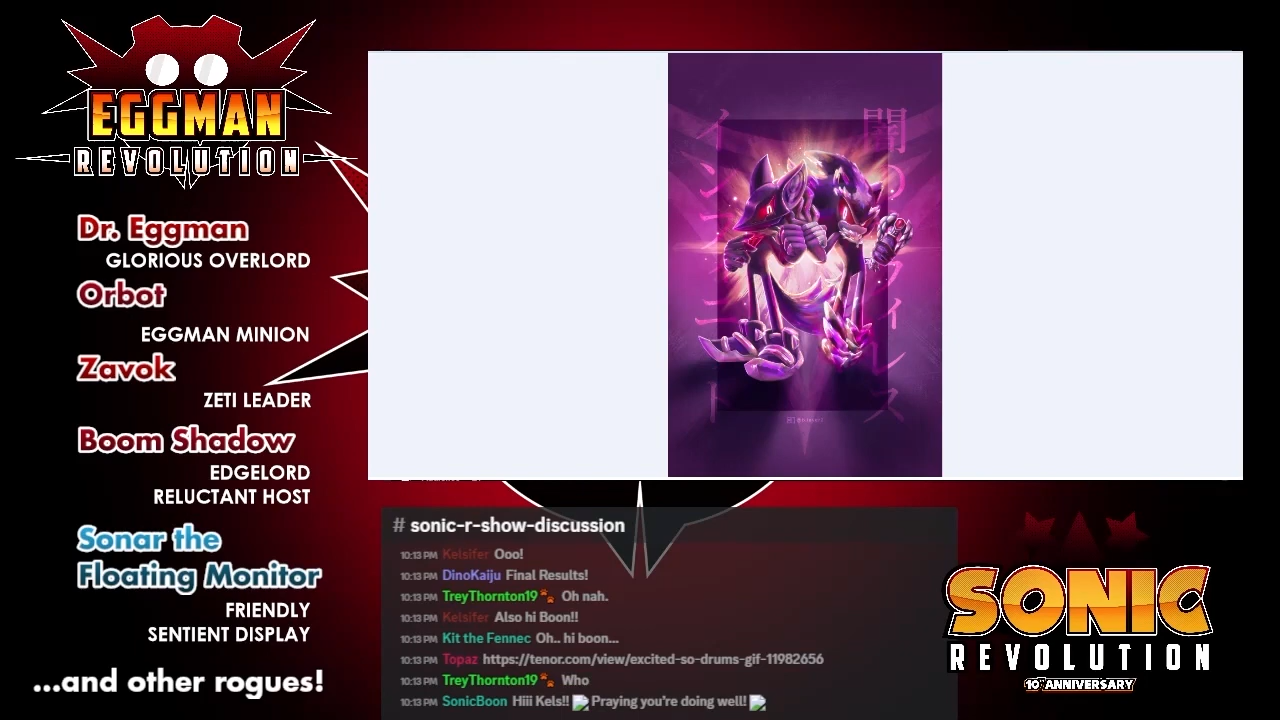 EGGMAN
REVOLUTION
Dr. Eggman
GLORIOUS OVERLORD
Orbot
EGGMAN MINION
Zavok
ZETI LEADER
Boom Shadow
EDGELORD
RELUCTANT HOST
Sonar the
Floating Monitor
FRIENDLY
SENTIENT DISPLAY
...and other rogues!
# sonic-r-show-discussion
10:13 PM Kelsifer Ooo!
10:13 PM DinoKaiju Final Results!
10:13 PM TreyThornton19 Oh nah.
10:13 PM Kelsifer Also hi Boon!!
10:13 PM Kit the Fennec Oh.. hi boon...
10:13 PM Topaz https://tenor.com/view/excited-so-drums-gif-11982656
10:13 PM TreyThornton19 Who
10:13 PM SonicBoon Hiii Kels!! Praying you're doing well!
SONIC
REVOLUTION
10TH ANNIVERSARY